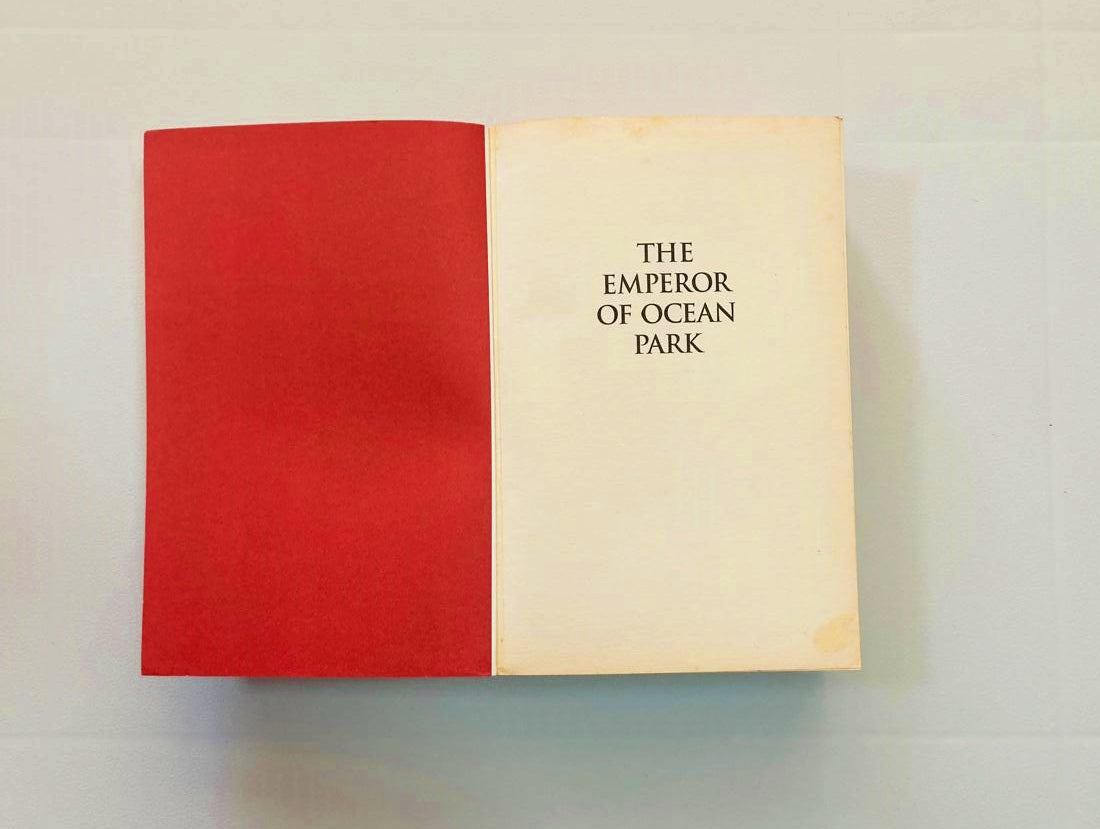 THE
EMPEROR
OF OCEAN
PARK